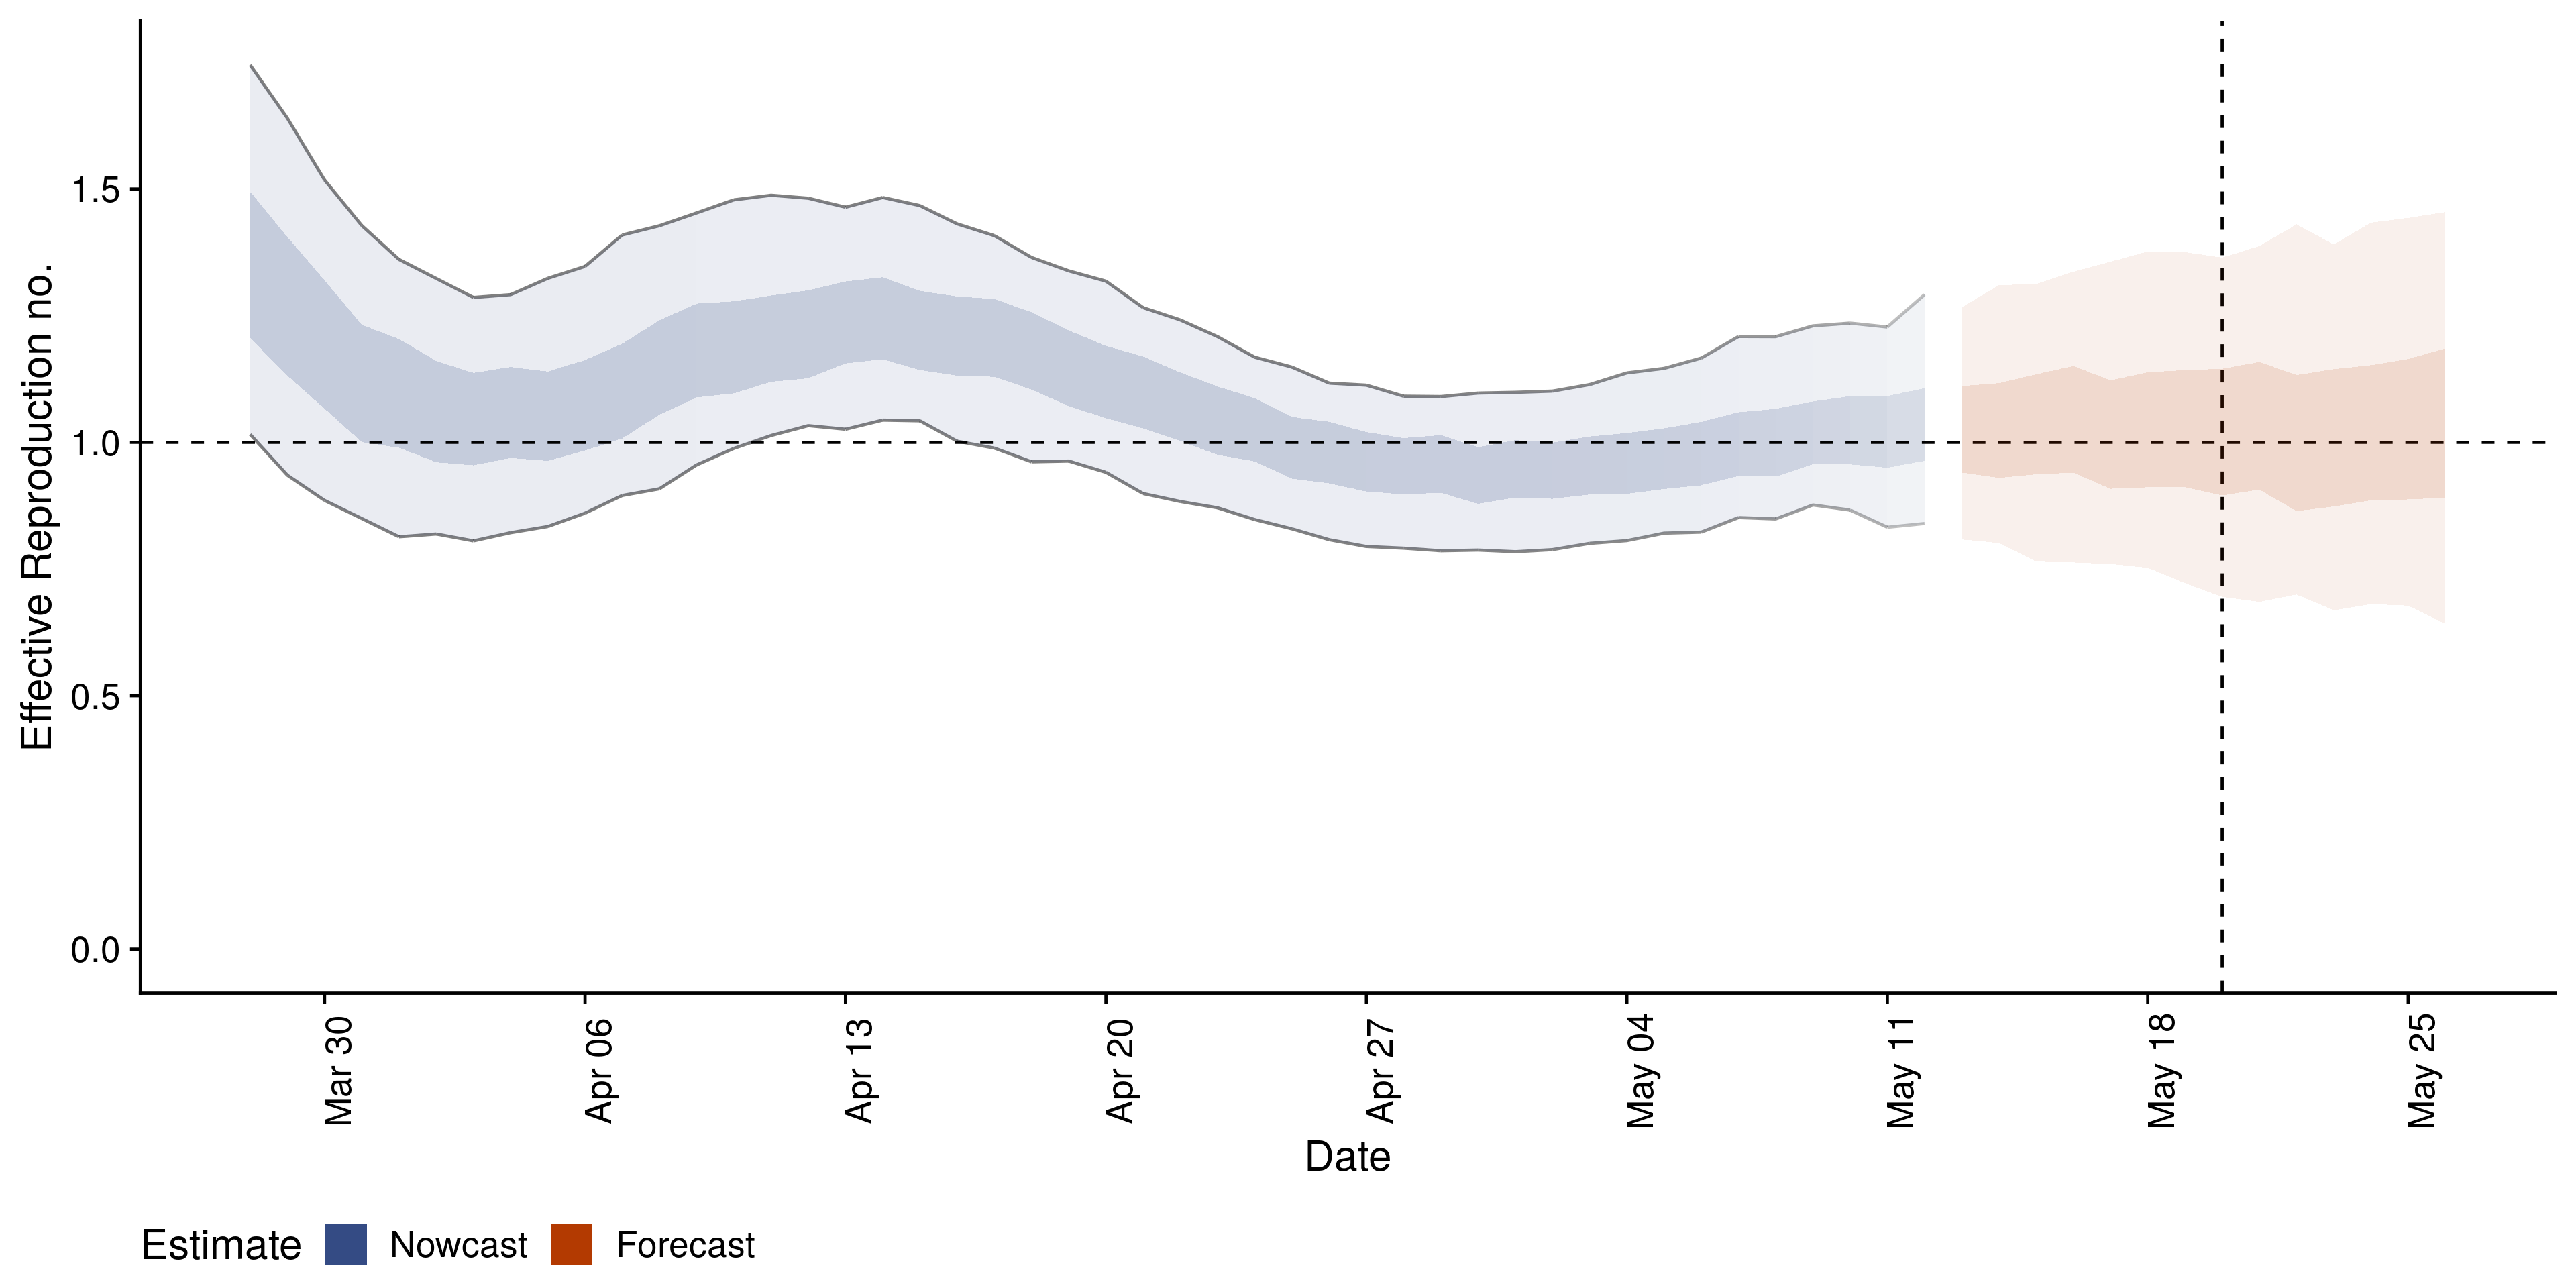 Effective Reproduction no.
1.5
1.0
0.5
0.0
Mar 30
Apr 06
Apr 13
Apr 20
Apr 27
May 04
May 11
May 18
May 25
Date
Estimate Nowcast Forecast